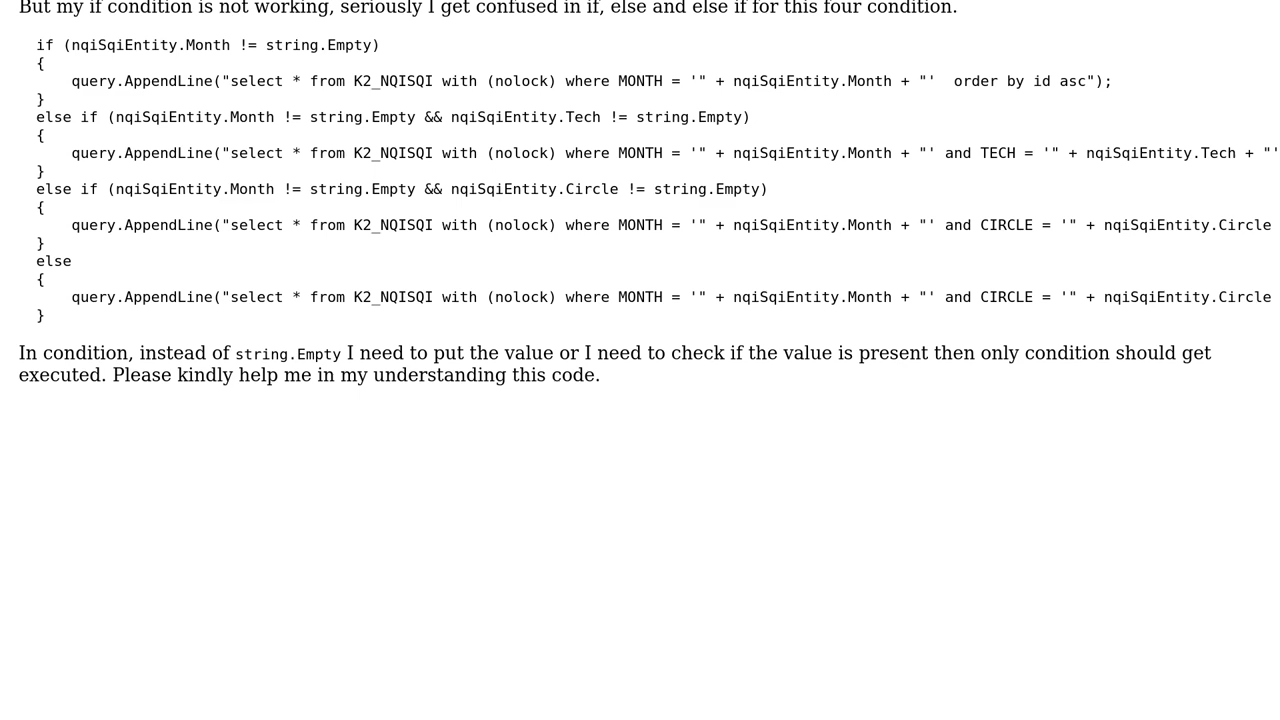 But my if condition is not working, seriously I get confused in if, else and else if for this four condition.
if (nqiSqiEntity.Month != string.Empty)
{
query.AppendLine("select * from K2_NQISQI with (nolock) where MONTH = '" + nqiSqiEntity.Month + "'  order by id asc");
}
else if (nqiSqiEntity.Month != string.Empty && nqiSqiEntity.Tech != string.Empty)
{
query.AppendLine("select * from K2_NQISQI with (nolock) where MONTH = '" + nqiSqiEntity.Month + "' and TECH = '" + nqiSqiEntity.Tech + "'
}
else if (nqiSqiEntity.Month != string.Empty && nqiSqiEntity.Circle != string.Empty)
{
query.AppendLine("select * from K2_NQISQI with (nolock) where MONTH = '" + nqiSqiEntity.Month + "' and CIRCLE = '" + nqiSqiEntity.Circle
}
else
{
query.AppendLine("select * from K2_NQISQI with (nolock) where MONTH = '" + nqiSqiEntity.Month + "' and CIRCLE = '" + nqiSqiEntity.Circle
}
In condition, instead of string.Empty I need to put the value or I need to check if the value is present then only condition should get
executed. Please kindly help me in my understanding this code.